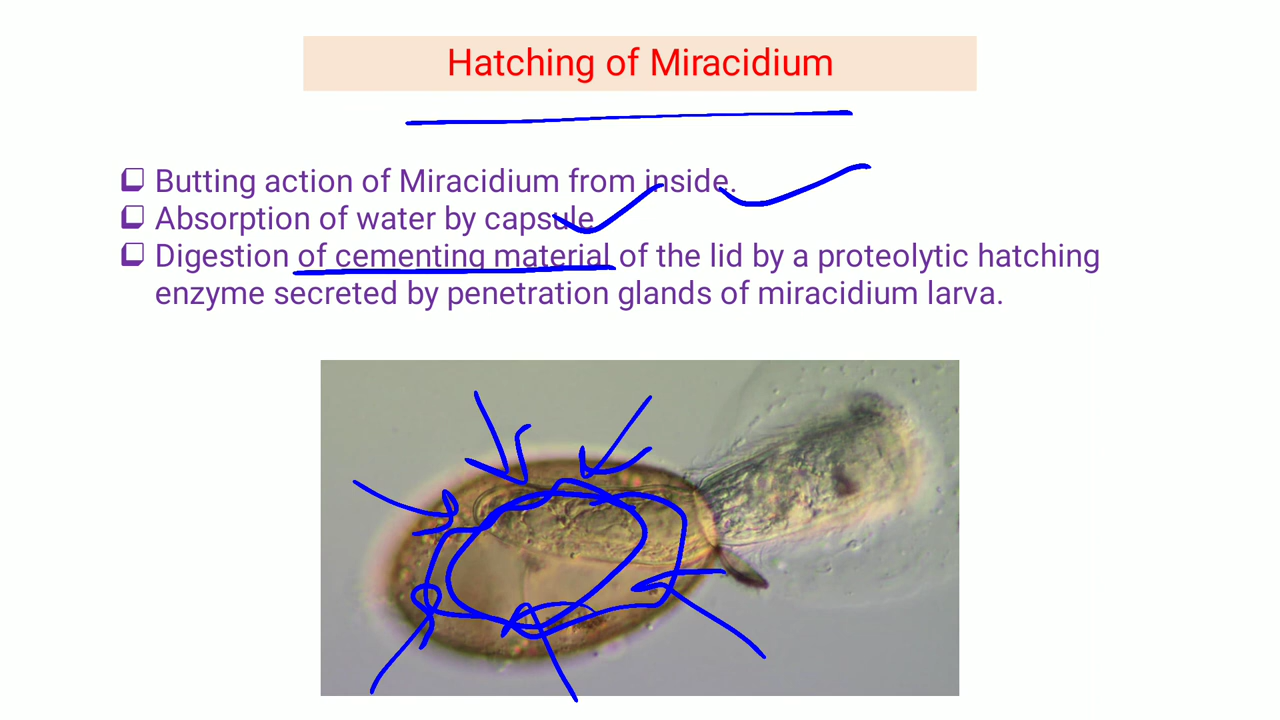 Hatching of Miracidium
Butting action of Miracidium from inside.
Absorption of water by capsule
Digestion of cementing material of the lid by a proteolytic hatching
enzyme secreted by penetration glands of miracidium larva.